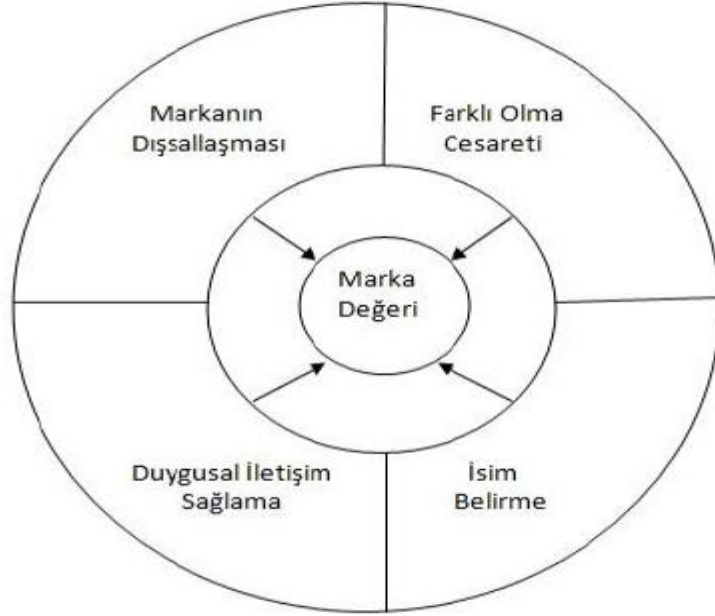 Markanın
Dışsallaşması
Farklı Olma
Cesareti
Marka
Değeri
Duygusal İletişim
Sağlama
İsim
Belirme